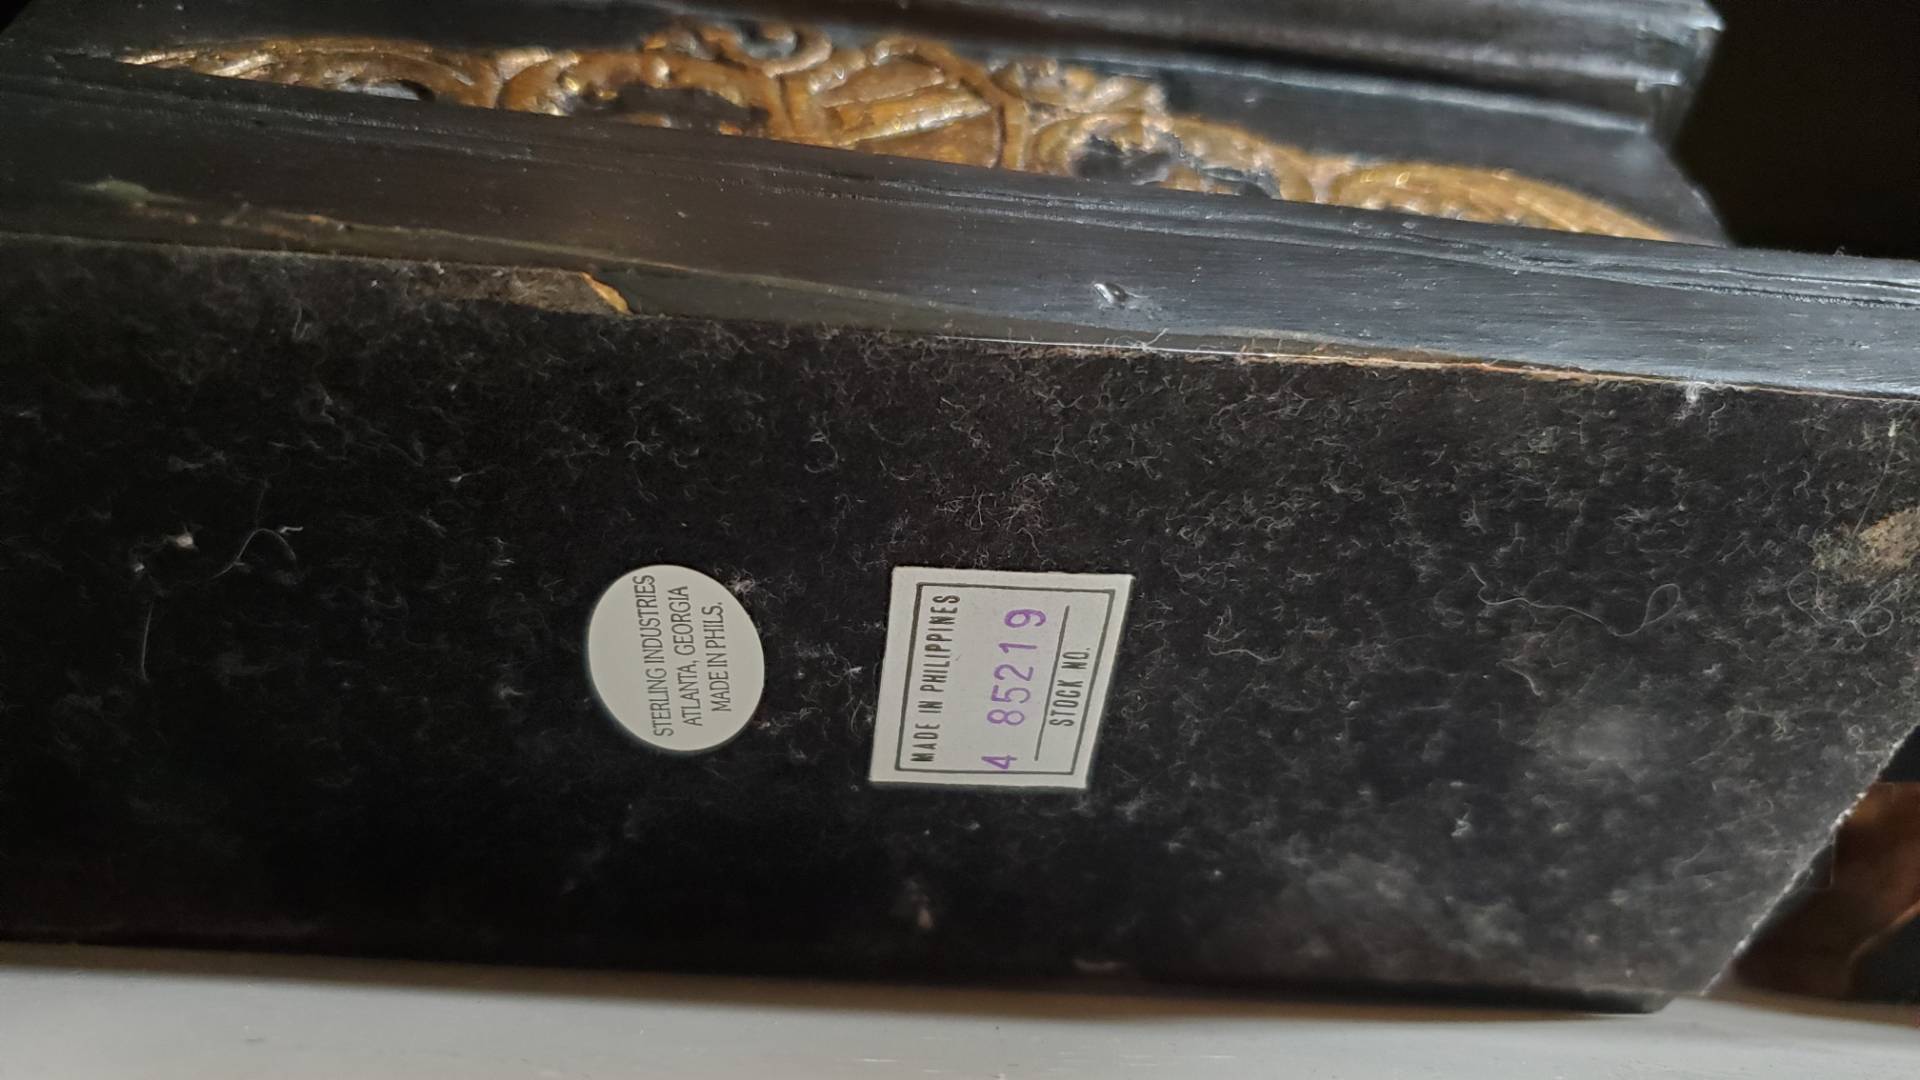 STERLING INDUSTRIES
ATLANTA, GEORGIA
MADE IN PHILS.
MADE IN PHILIPPINES
4 85219
STOCK NO.